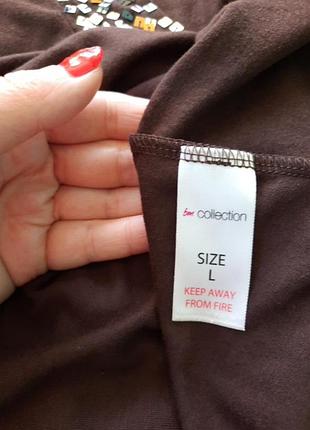 bm collection
SIZE
L
KEEP AWAY
FROM FIRE